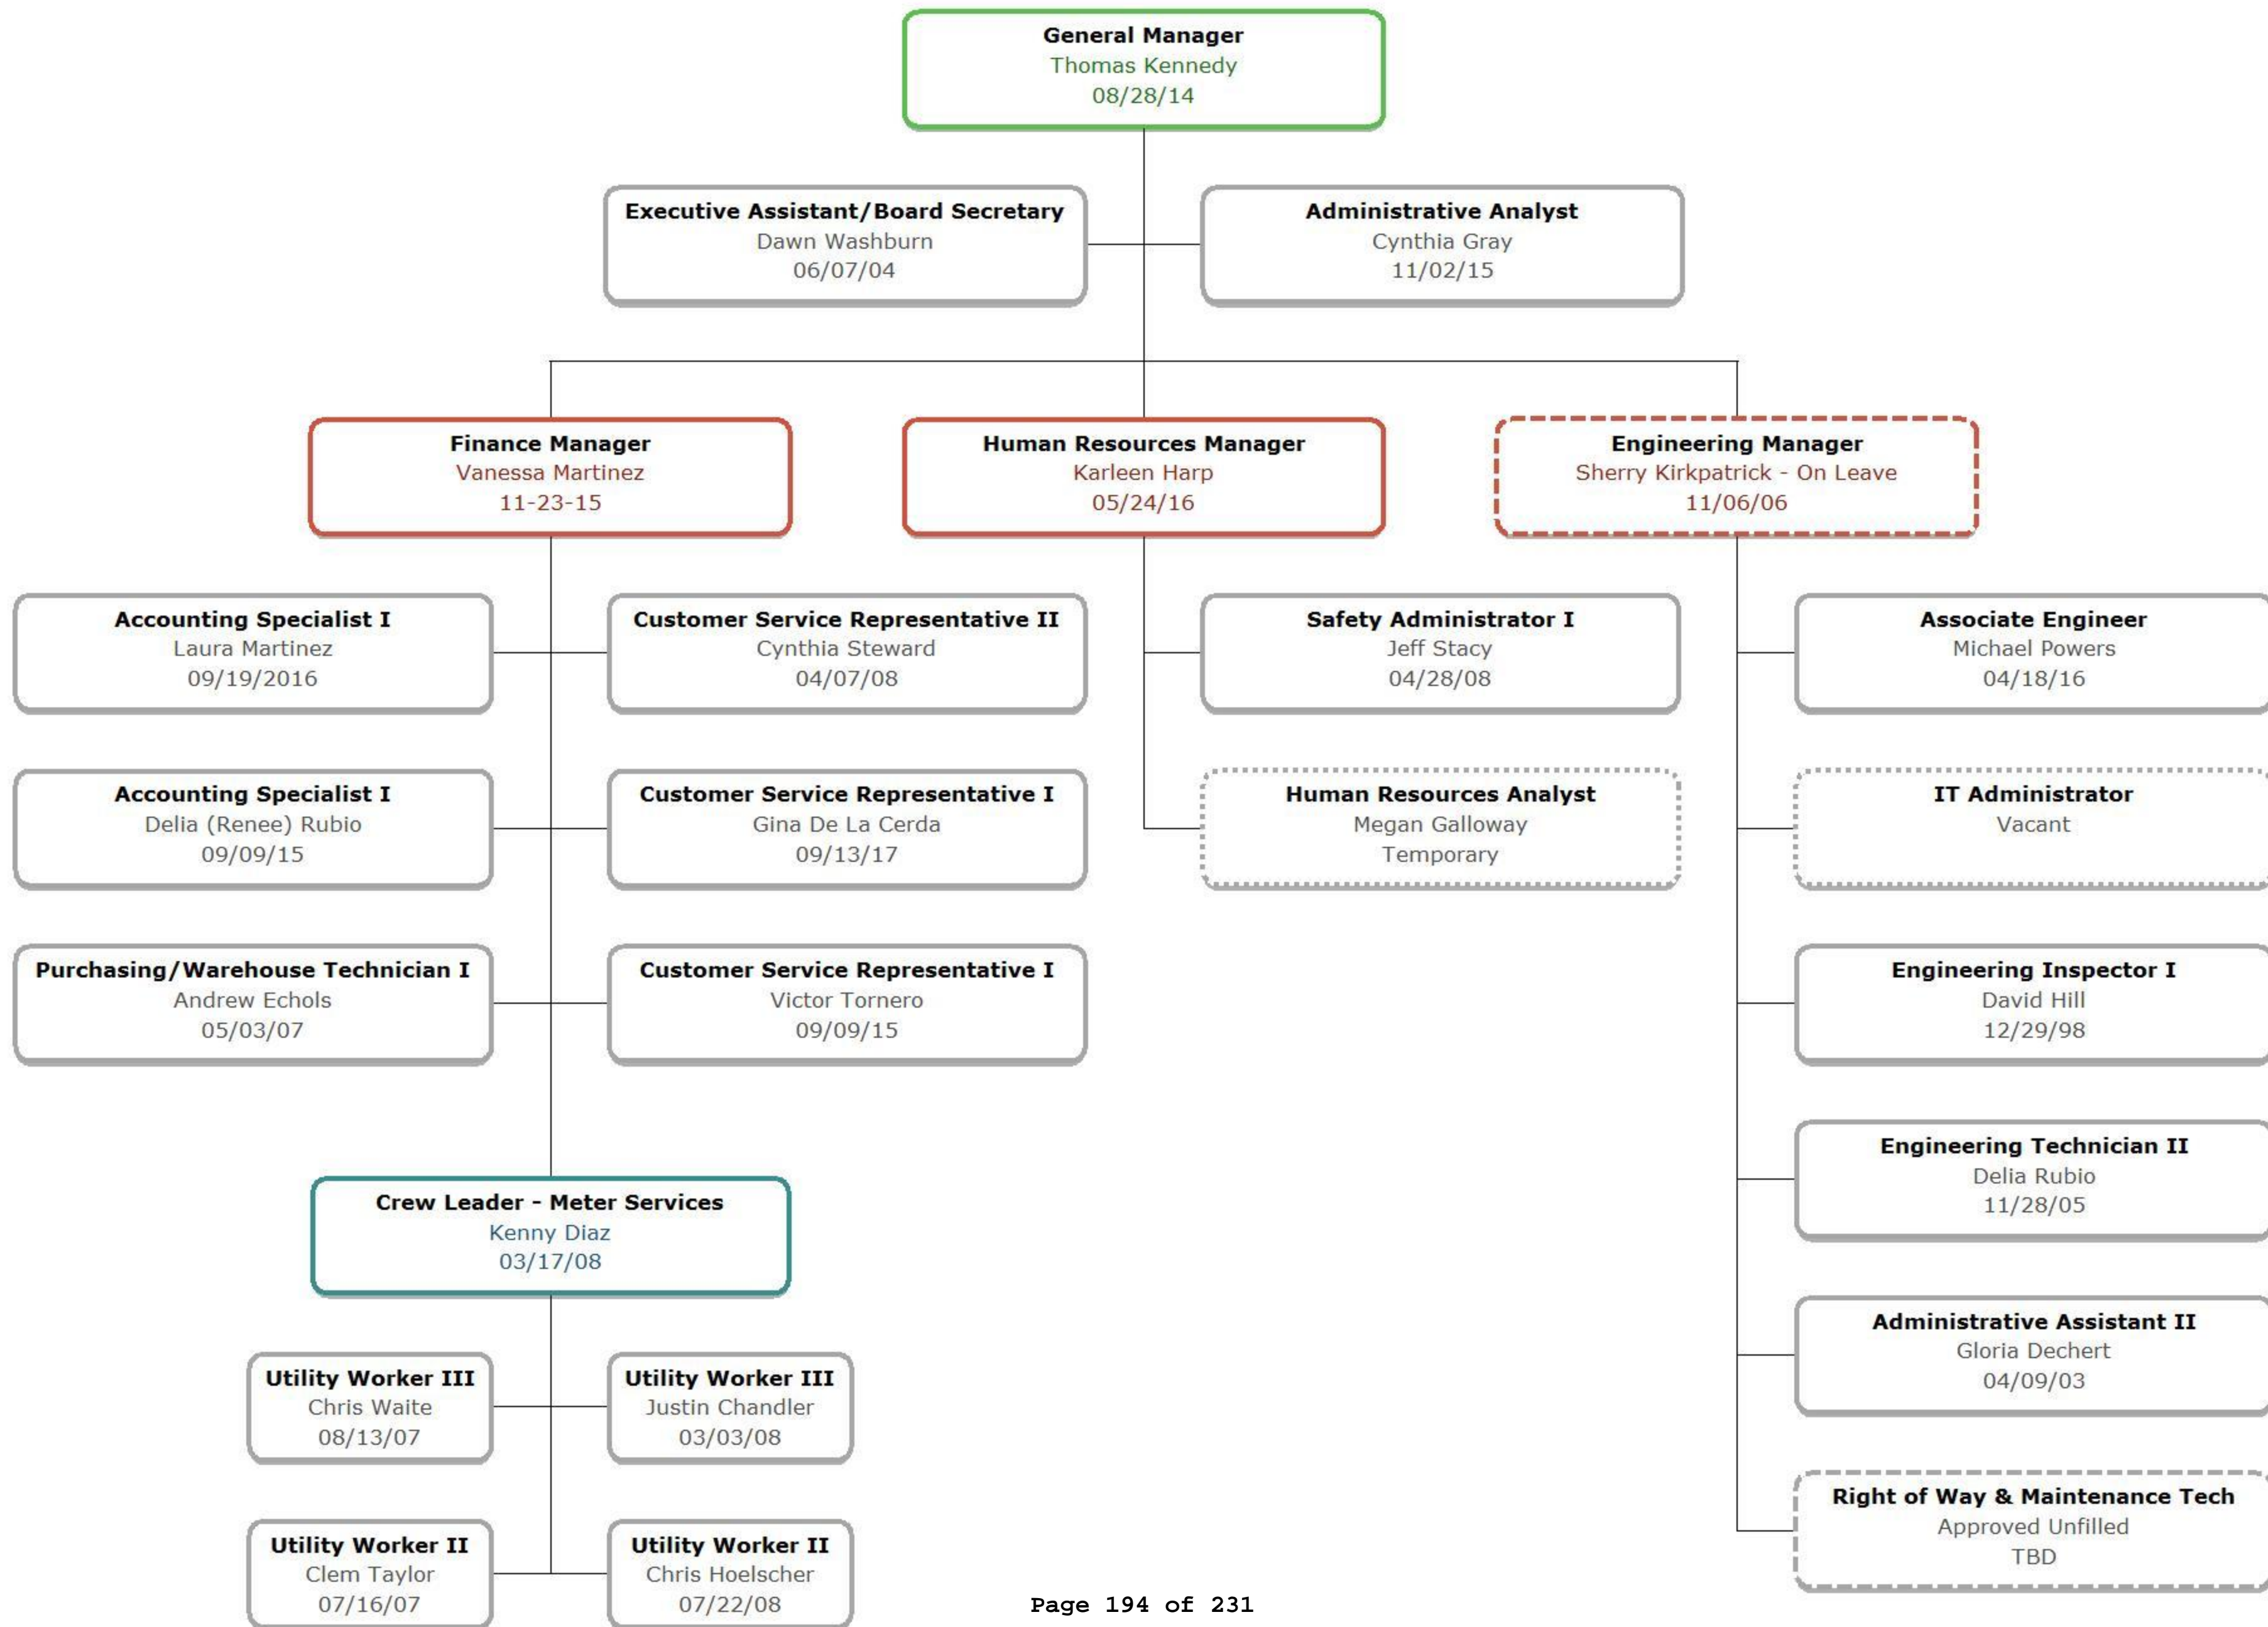 General Manager
Thomas Kennedy
08/28/14
Executive Assistant/Board Secretary
Dawn Washburn
06/07/04
Administrative Analyst
Cynthia Gray
11/02/15
Finance Manager
Vanessa Martinez
11-23-15
Human Resources Manager
Karleen Harp
05/24/16
Engineering Manager
Sherry Kirkpatrick - On Leave
11/06/06
Accounting Specialist I
Laura Martinez
09/19/2016
Customer Service Representative II
Cynthia Steward
04/07/08
Safety Administrator I
Jeff Stacy
04/28/08
Associate Engineer
Michael Powers
04/18/16
Accounting Specialist I
Delia (Renee) Rubio
09/09/15
Customer Service Representative I
Gina De La Cerda
09/13/17
Human Resources Analyst
Megan Galloway
Temporary
IT Administrator
Vacant
Purchasing/Warehouse Technician I
Andrew Echols
05/03/07
Customer Service Representative I
Victor Tornero
09/09/15
Engineering Inspector I
David Hill
12/29/98
Engineering Technician II
Delia Rubio
11/28/05
Crew Leader - Meter Services
Kenny Diaz
03/17/08
Administrative Assistant II
Gloria Dechert
04/09/03
Utility Worker III
Chris Waite
08/13/07
Utility Worker III
Justin Chandler
03/03/08
Right of Way & Maintenance Tech
Approved Unfilled
TBD
Utility Worker II
Clem Taylor
07/16/07
Utility Worker II
Chris Hoelscher
07/22/08
Page 194 of 231